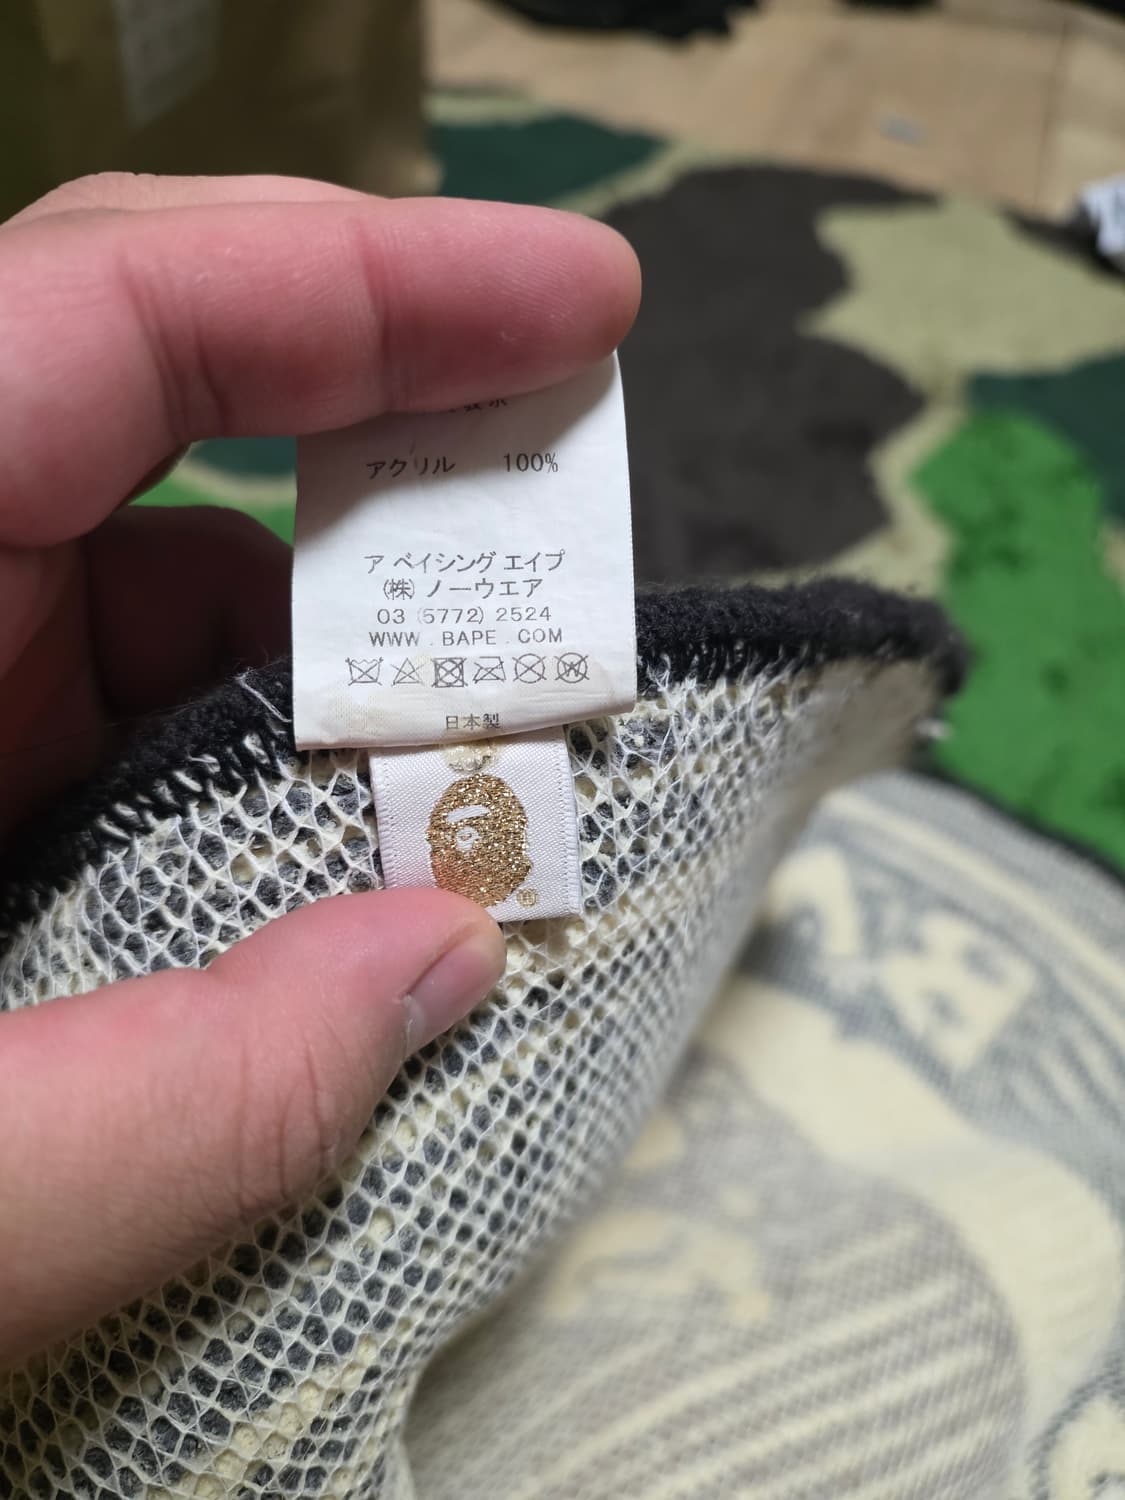 アクリル 100%
ア ベイシング エイプ
(株) ノーウエア
03 (5772) 2524
WWW . BAPE . COM
日本製
®